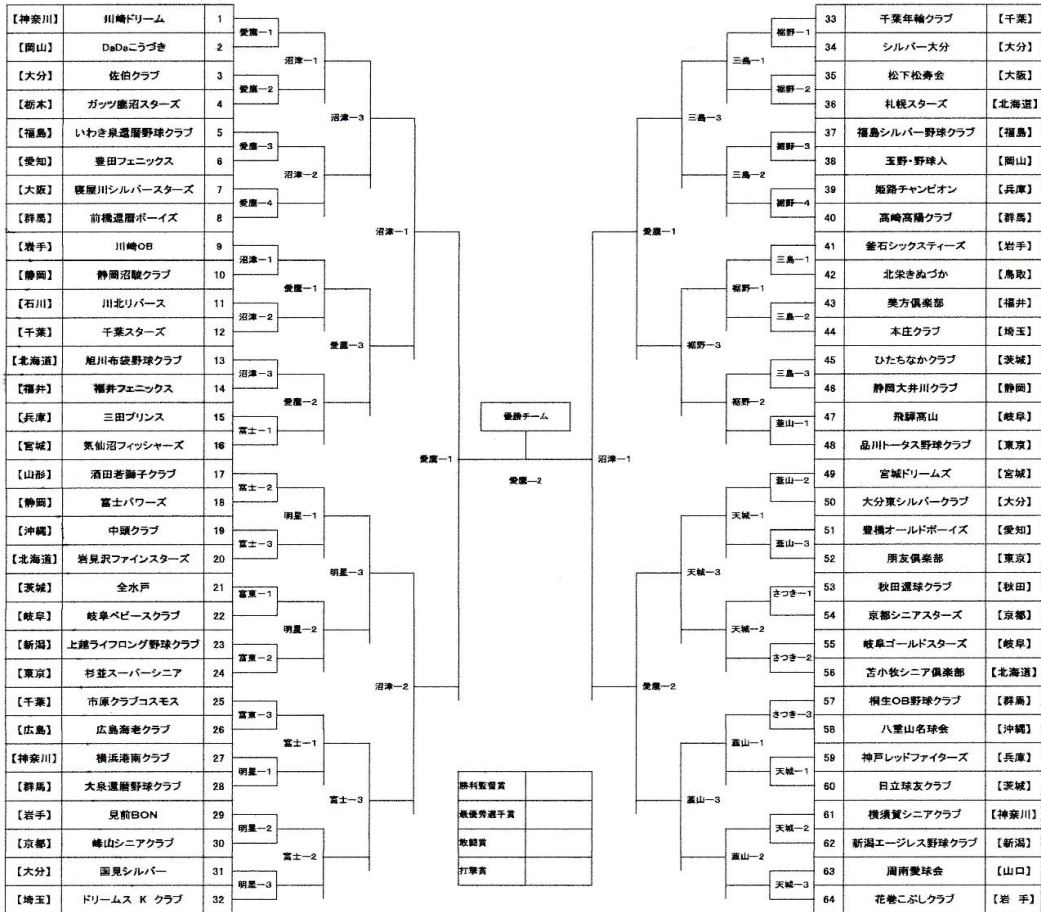 【神奈川】 川崎ドリーム 1
【岡山】 DaDaこうづき 2
【大分】 佐伯クラブ 3
【栃木】 ガッツ鹿沼スターズ 4
【福島】 いわき泉還暦野球クラブ 5
【愛知】 豊田フェニックス 6
【大阪】 寝屋川シルバースターズ 7
【群馬】 前橋還暦ボーイズ 8
【岩手】 川崎OB 9
【静岡】 静岡沼駿クラブ 10
【石川】 川北リバース 11
【千葉】 千葉スターズ 12
【北海道】 旭川布袋野球クラブ 13
【福井】 福井フェニックス 14
【兵庫】 三田プリンス 15
【宮城】 気仙沼フィッシャーズ 16
【山形】 酒田若獅子クラブ 17
【静岡】 富士パワーズ 18
【沖縄】 中頭クラブ 19
【北海道】 岩見沢ファインスターズ 20
【茨城】 全水戸 21
【岐阜】 岐阜ベビースクラブ 22
【新潟】 上越ライフロング野球クラブ 23
【東京】 杉並スーパーシニア 24
【千葉】 市原クラブコスモス 25
【広島】 広島海老クラブ 26
【神奈川】 横浜港南クラブ 27
【群馬】 大泉還暦野球クラブ 28
【岩手】 見前BON 29
【京都】 峰山シニアクラブ 30
【大分】 国見シルバー 31
【埼玉】 ドリームス K クラブ 32
愛鷹―1
愛鷹―2
愛鷹―3
愛鷹―4
沼津―1
沼津―2
沼津―3
富士―1
富士―2
富士―3
富東―1
富東―2
富東―3
明星―1
明星―2
明星―3
沼津―1
沼津―2
愛鷹―1
愛鷹―2
明星―1
明星―2
富士―1
富士―2
沼津―3
愛鷹―3
明星―3
富士―3
沼津―1
沼津―2
愛鷹―1
優勝チーム
愛鷹―2
勝利監督賞
最優秀選手賞
敢闘賞
打撃賞
沼津―1
愛鷹―1
愛鷹―2
三島―3
裾野―3
天城―3
韮山―3
三島―1
三島―2
裾野―1
裾野―2
天城―1
天城―2
韮山―1
韮山―2
裾野―1
裾野―2
裾野―3
裾野―4
三島―1
三島―2
三島―3
韮山―1
韮山―2
韮山―3
さつき―1
さつき―2
さつき―3
天城―1
天城―2
天城―3
33 千葉年輪クラブ 【千葉】
34 シルバー大分 【大分】
35 松下松寿会 【大阪】
36 札幌スターズ 【北海道】
37 福島シルバー野球クラブ 【福島】
38 玉野・野球人 【岡山】
39 姫路チャンピオン 【兵庫】
40 高崎高陽クラブ 【群馬】
41 釜石シックスティーズ 【岩手】
42 北栄きぬづか 【鳥取】
43 美方倶楽部 【福井】
44 本庄クラブ 【埼玉】
45 ひたちなかクラブ 【茨城】
46 静岡大井川クラブ 【静岡】
47 飛騨高山 【岐阜】
48 品川トータス野球クラブ 【東京】
49 宮城ドリームズ 【宮城】
50 大分東シルバークラブ 【大分】
51 豊橋オールドボーイズ 【愛知】
52 朋友倶楽部 【東京】
53 秋田還球クラブ 【秋田】
54 京都シニアスターズ 【京都】
55 岐阜ゴールドスターズ 【岐阜】
56 苫小牧シニア倶楽部 【北海道】
57 桐生OB野球クラブ 【群馬】
58 八重山名球会 【沖縄】
59 神戸レッドファイターズ 【兵庫】
60 日立球友クラブ 【茨城】
61 横須賀シニアクラブ 【神奈川】
62 新潟エージレス野球クラブ 【新潟】
63 周南愛球会 【山口】
64 花巻こぶしクラブ 【岩 手】